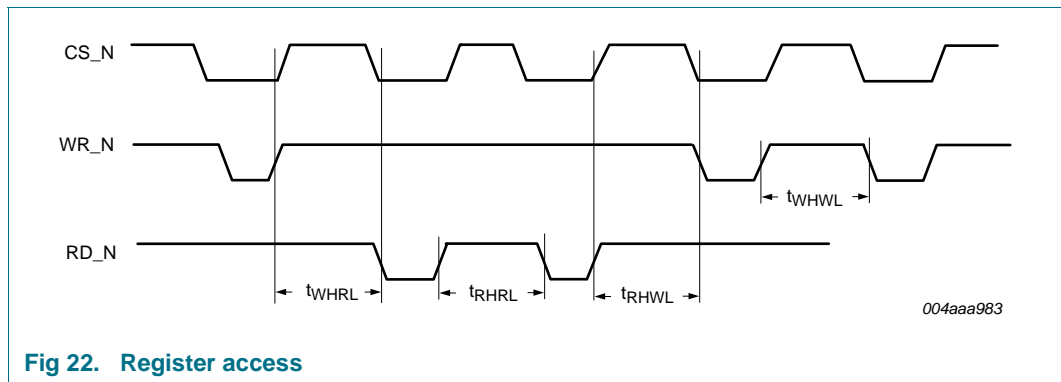 CS_N
WR_N
tWHWL
RD_N
tWHRL
tRHRL
tRHWL
004aaa983
Fig 22. Register access